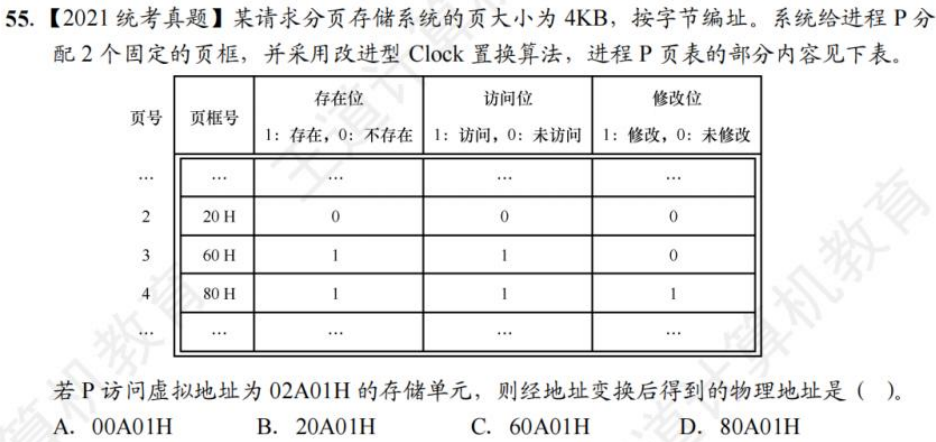 55.【2021 统考真题】某请求分页存储系统的页大小为 4KB，按字节编址。系统给进程 P 分
配 2 个固定的页框，并采用改进型 Clock 置换算法，进程 P 页表的部分内容见下表。
页号 页框号 存在位 访问位 修改位
1：存在，0：不存在 1：访问，0：未访问 1：修改，0：未修改
… … … … …
2 20 H 0 0 0
3 60 H 1 1 0
4 80 H 1 1 1
… … … … …
若 P 访问虚拟地址为 02A01H 的存储单元，则经地址变换后得到的物理地址是（ ）。
A. 00A01H B. 20A01H C. 60A01H D. 80A01H